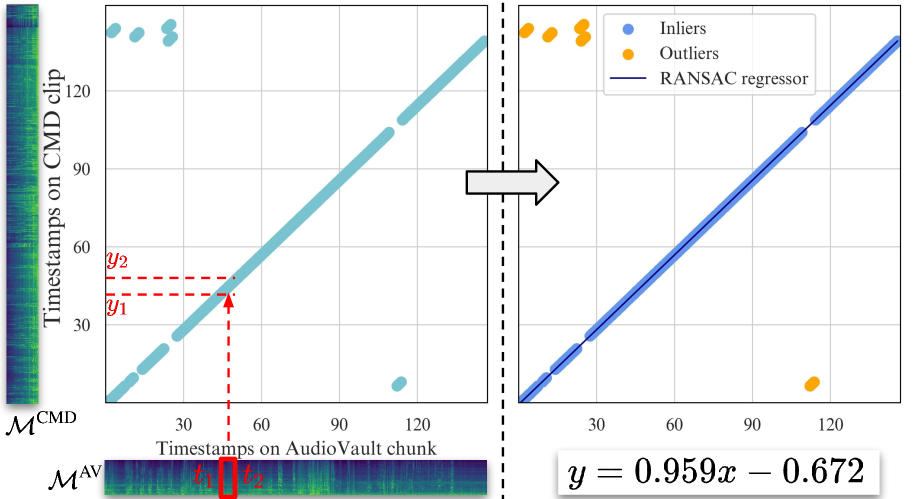 Timestamps on CMD clip
120
90
60
30
y₂
y₁
30
60
90
120
Timestamps on AudioVault chunk
ℳᶜᴹᴰ
ℳᴬⱽ
t₁
t₂
Inliers
Outliers
RANSAC regressor
30
60
90
120
y = 0.959x − 0.672